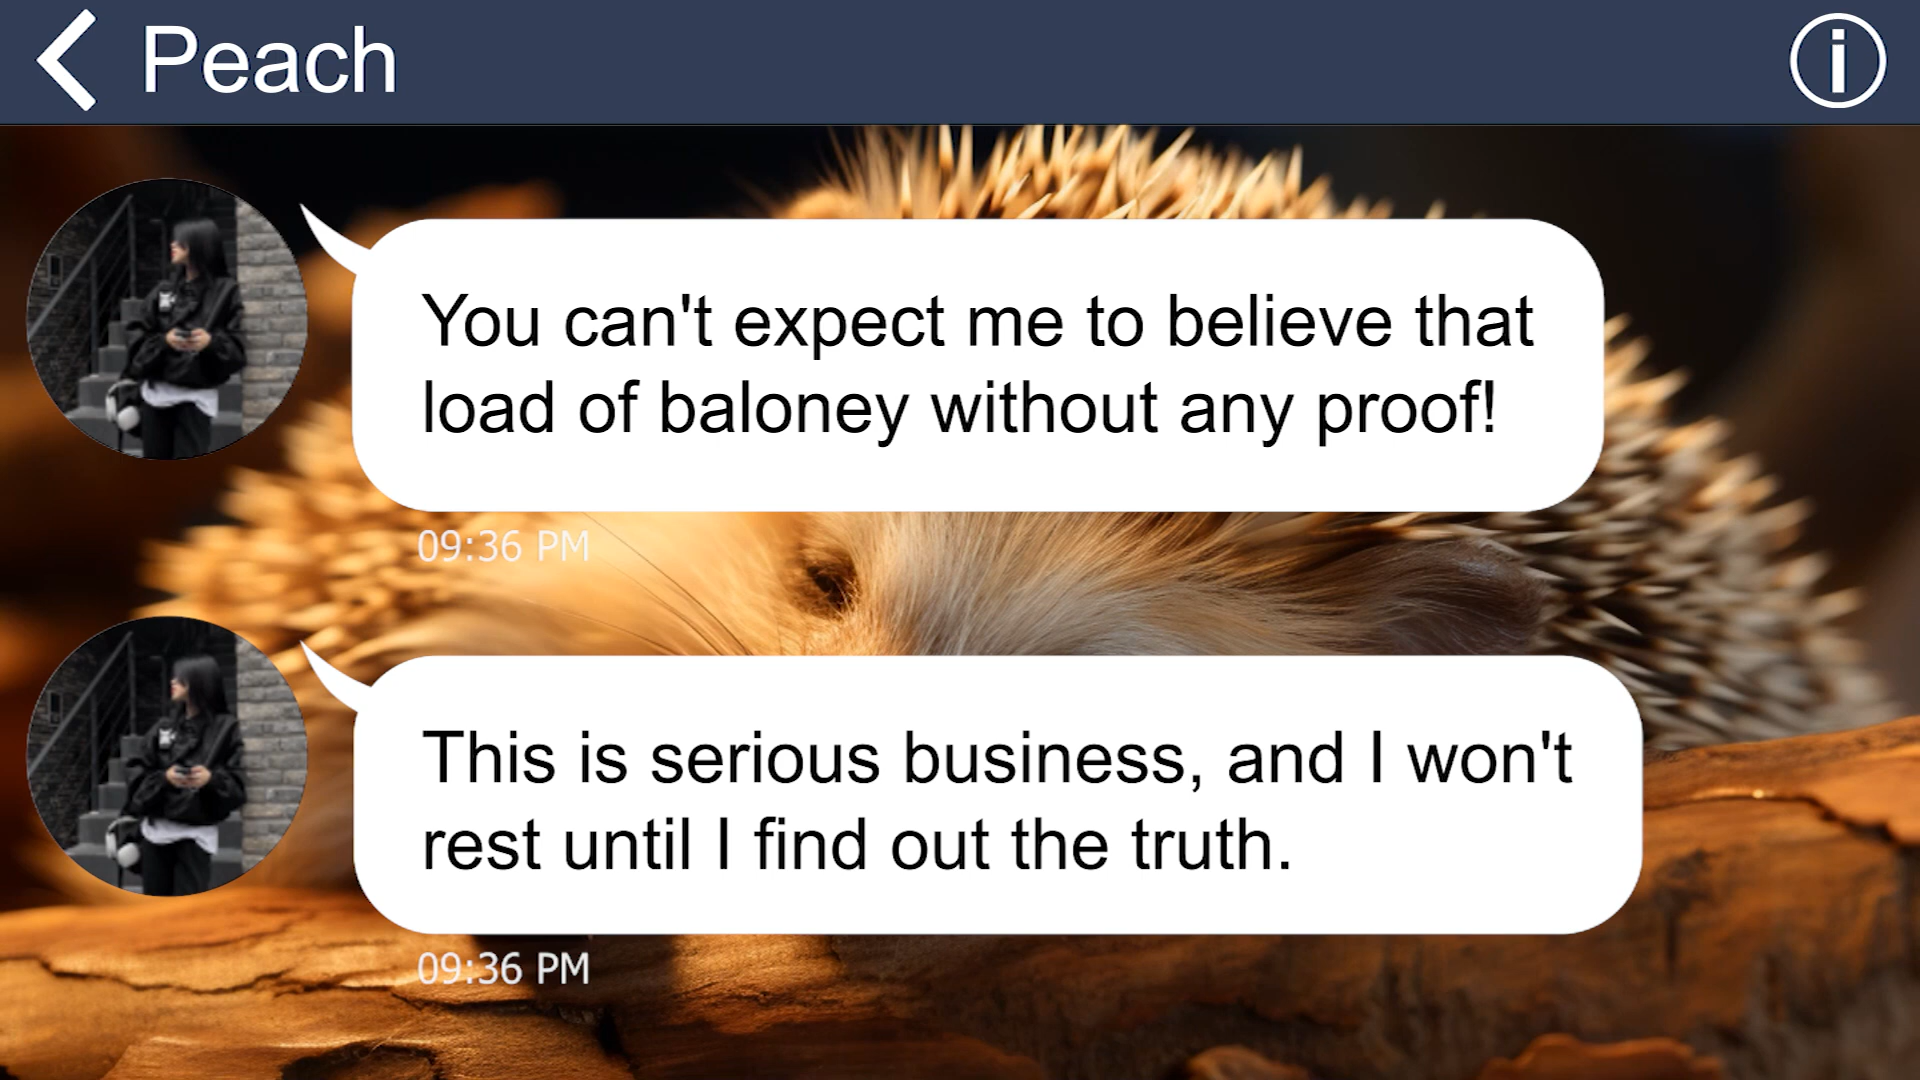 Peach
You can't expect me to believe that
load of baloney without any proof!
09:36 PM
This is serious business, and I won't
rest until I find out the truth.
09:36 PM